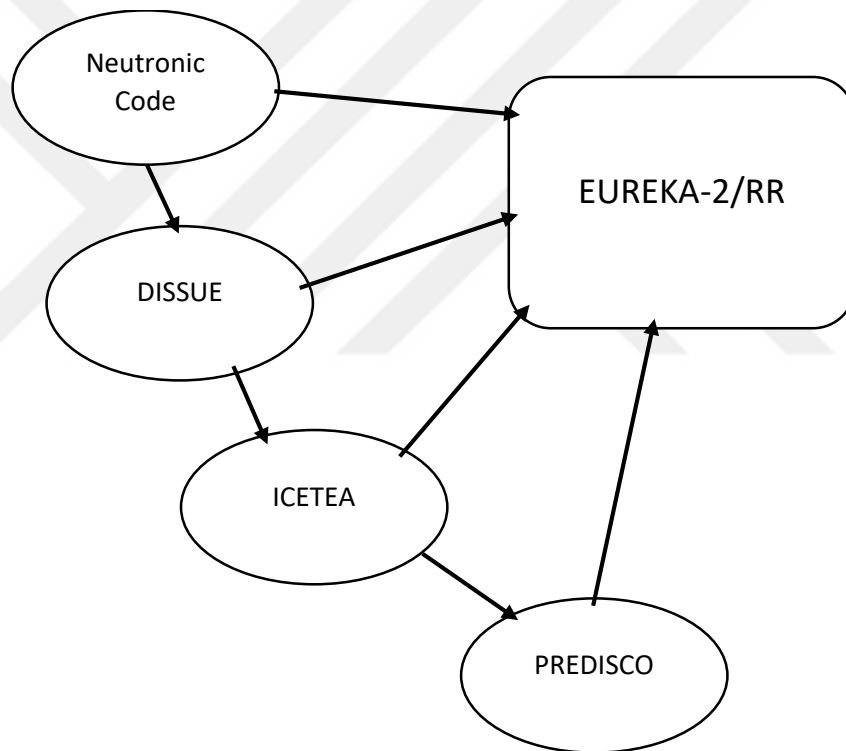 Neutronic
Code
EUREKA-2/RR
DISSUE
ICETEA
PREDISCO